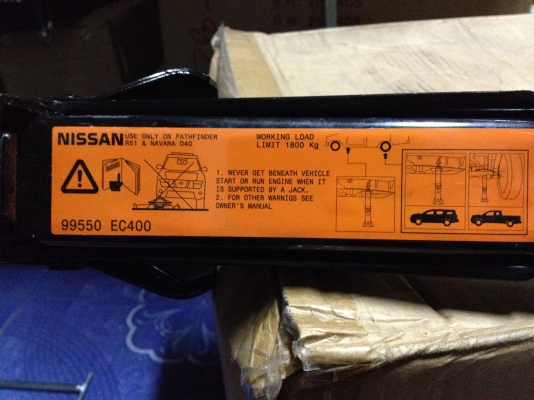 NISSAN USE ONLY ON PATHFINDER
R51 & NAVARA D40
WORKING LOAD
LIMIT 1800 Kg
1. NEVER GET BENEATH VEHICLE
START OR RUN ENGINE WHEN IT
IS SUPPORTED BY A JACK.
2. FOR OTHER WARNIGS SEE
OWNER'S MANUAL
99550 EC400